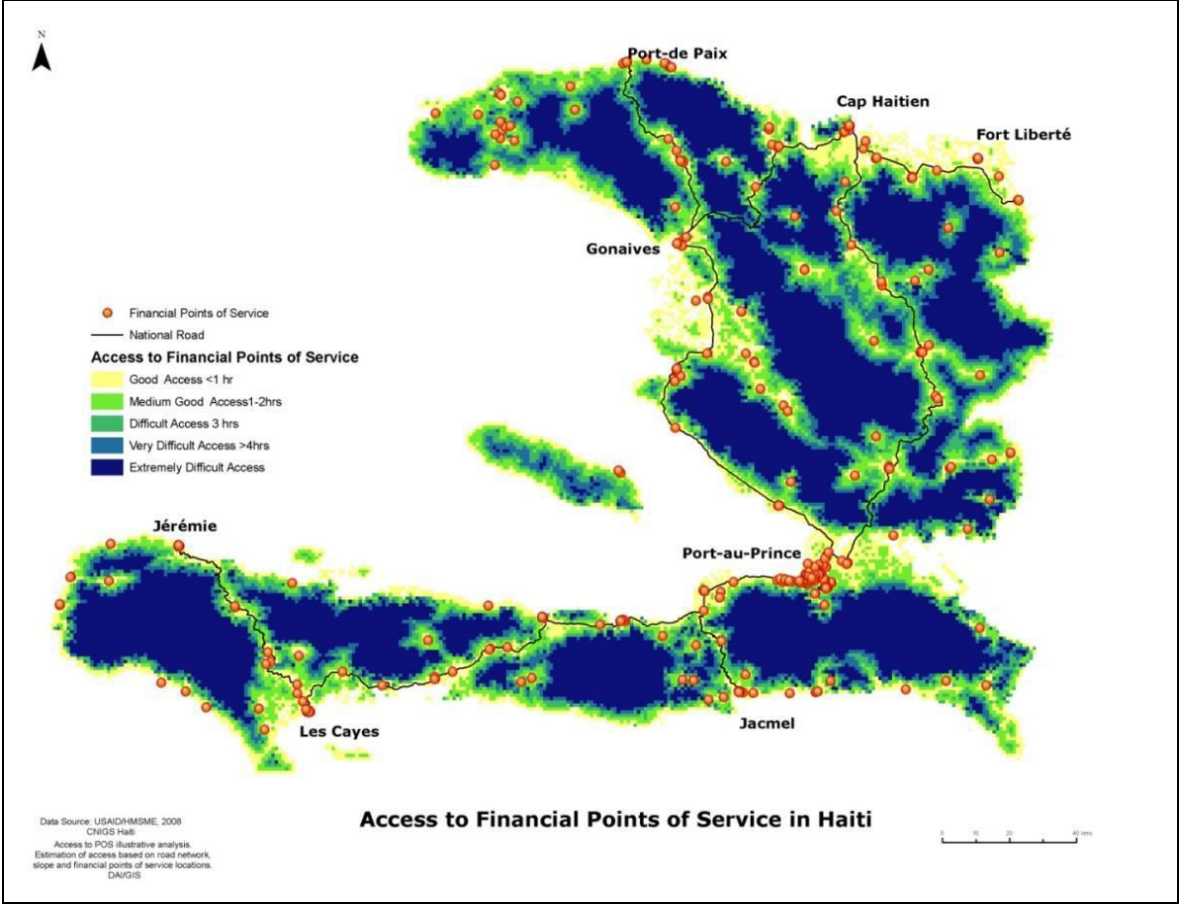 N
Port-de Paix
Cap Haitien
Fort Liberté
Gonaives
Financial Points of Service
National Road
Access to Financial Points of Service
Good Access <1 hr
Medium Good Access1-2hrs
Difficult Access 3 hrs
Very Difficult Access >4hrs
Extremely Difficult Access
Jérémie
Port-au-Prince
Les Cayes
Jacmel
Access to Financial Points of Service in Haiti
Data Source: USAID/HMSME, 2008
CNIGS Haiti
Access to POS illustrative analysis.
Estimation of access based on road network,
slope and financial points of service locations.
DAI/GIS
0 10 20 40 kms